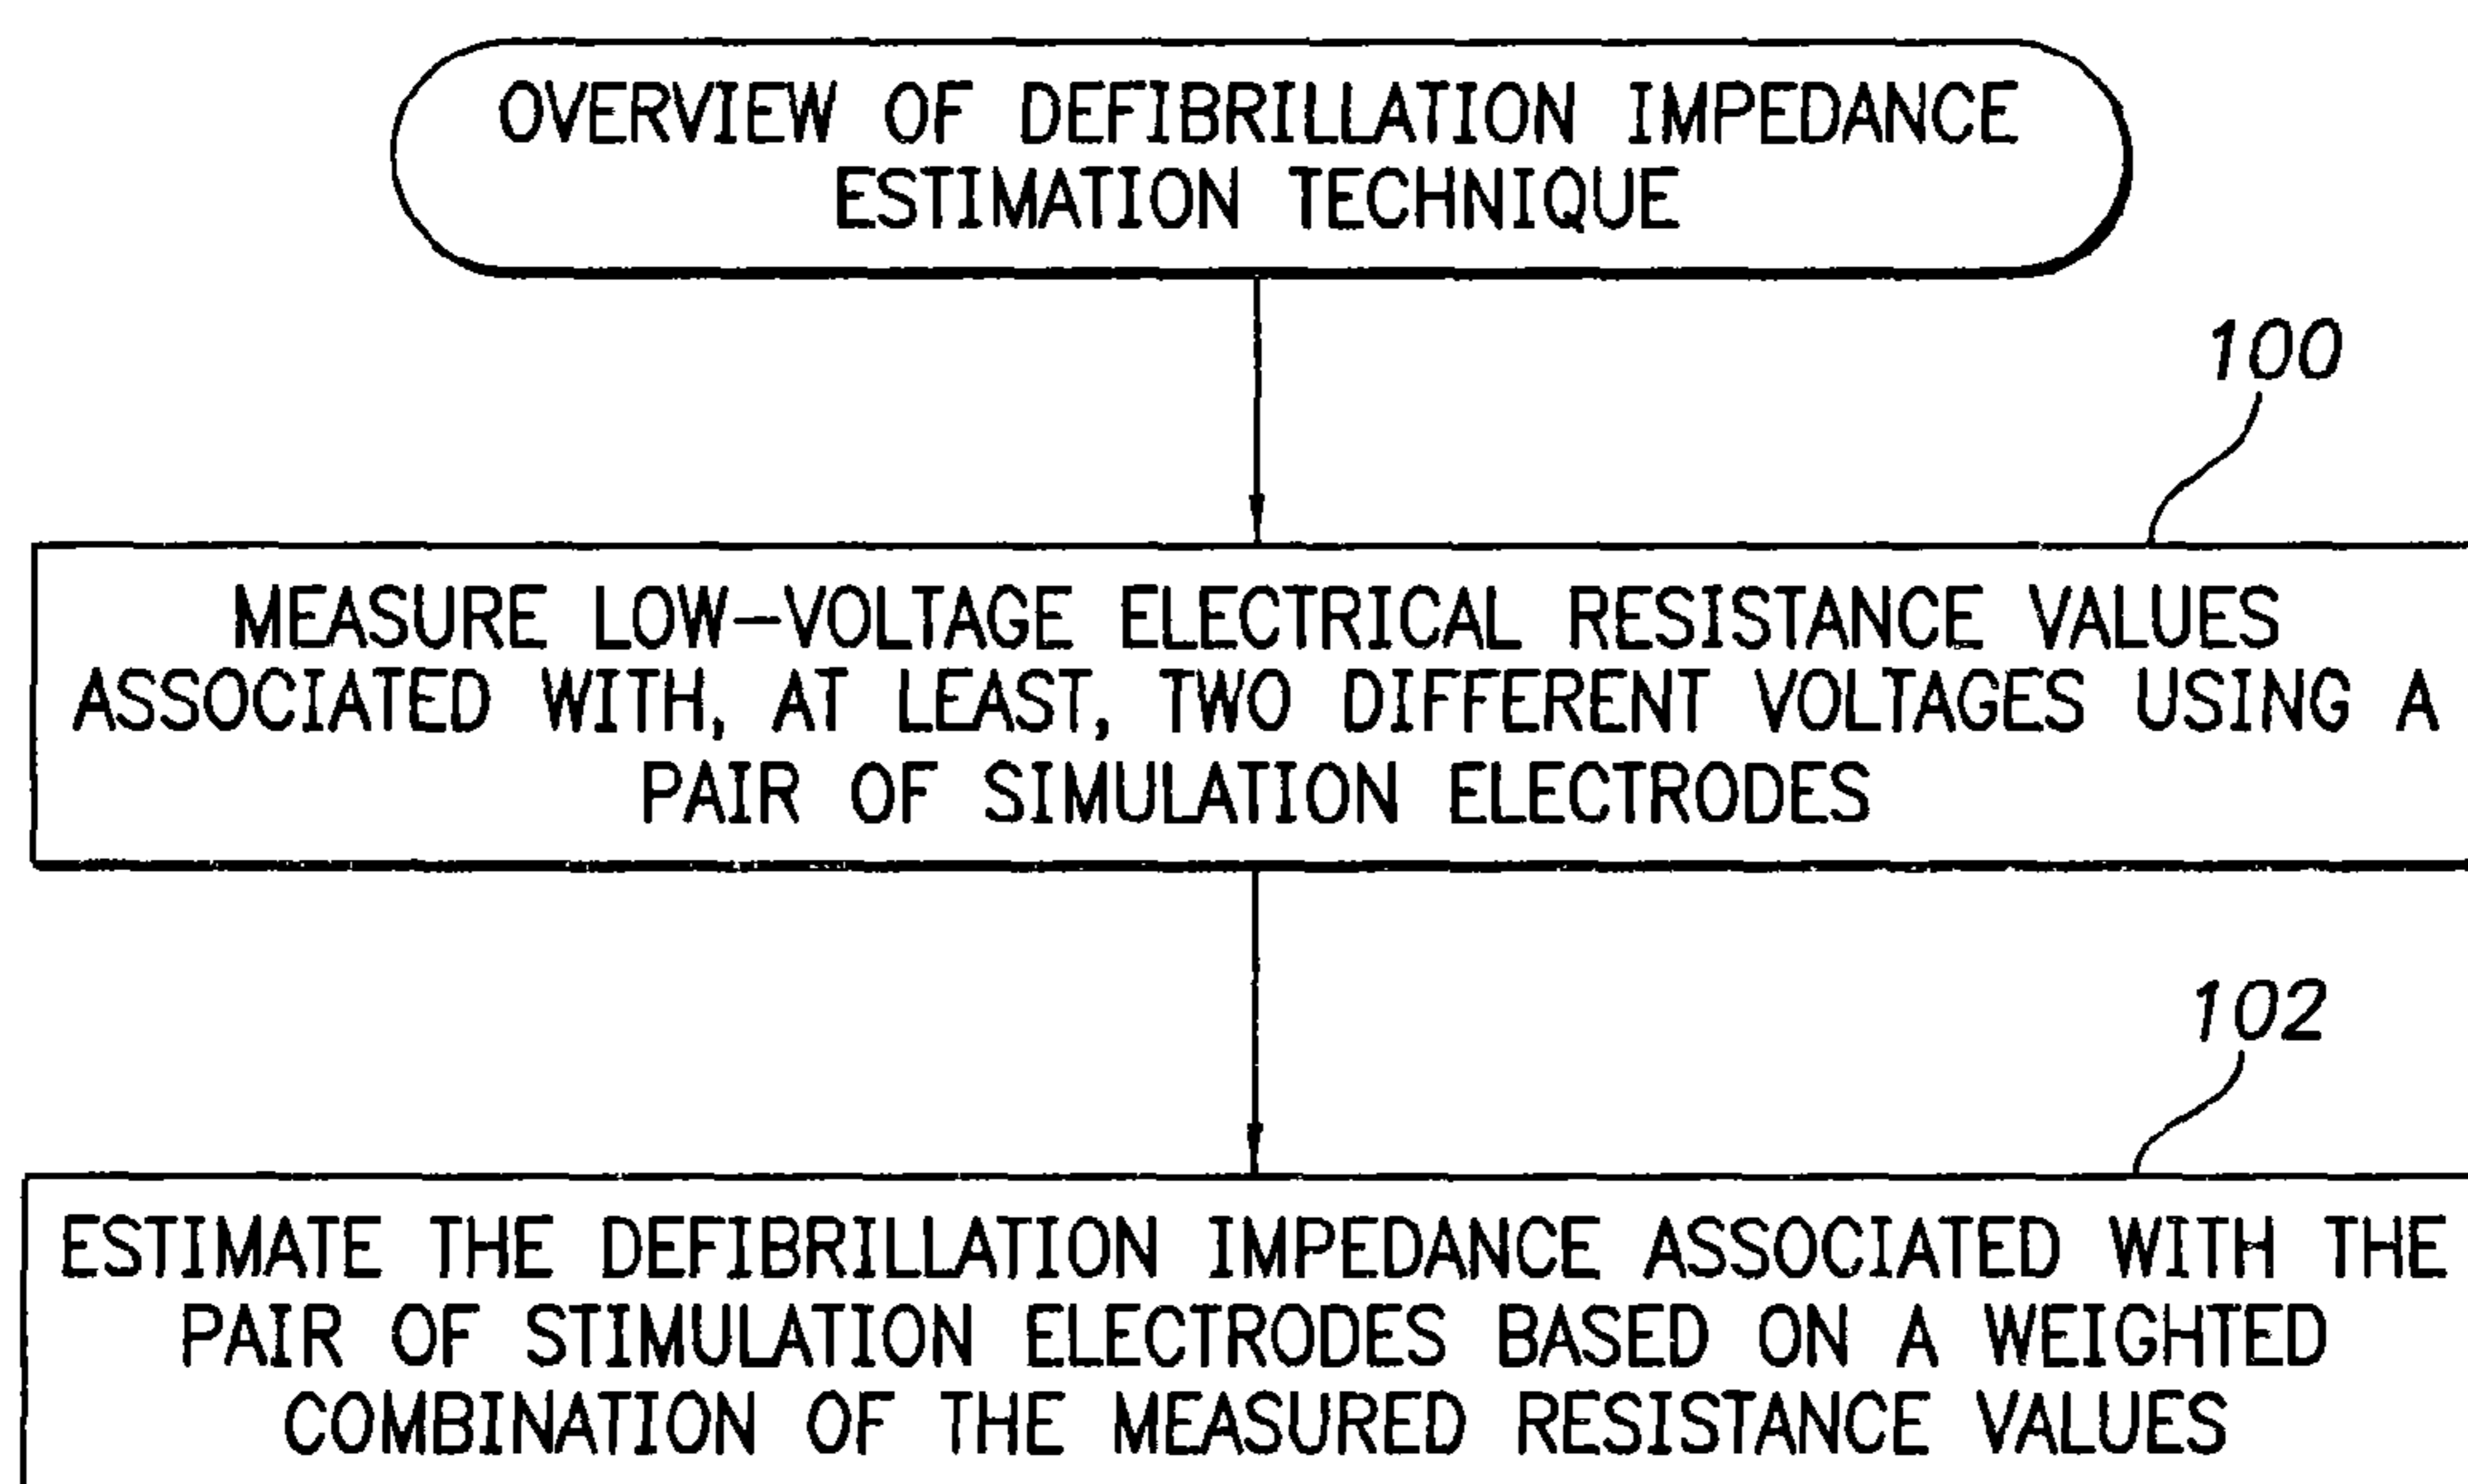 OVERVIEW OF DEFIBRILLATION IMPEDANCE
ESTIMATION TECHNIQUE
100
MEASURE LOW-VOLTAGE ELECTRICAL RESISTANCE VALUES
ASSOCIATED WITH, AT LEAST, TWO DIFFERENT VOLTAGES USING A
PAIR OF SIMULATION ELECTRODES
102
ESTIMATE THE DEFIBRILLATION IMPEDANCE ASSOCIATED WITH THE
PAIR OF STIMULATION ELECTRODES BASED ON A WEIGHTED
COMBINATION OF THE MEASURED RESISTANCE VALUES